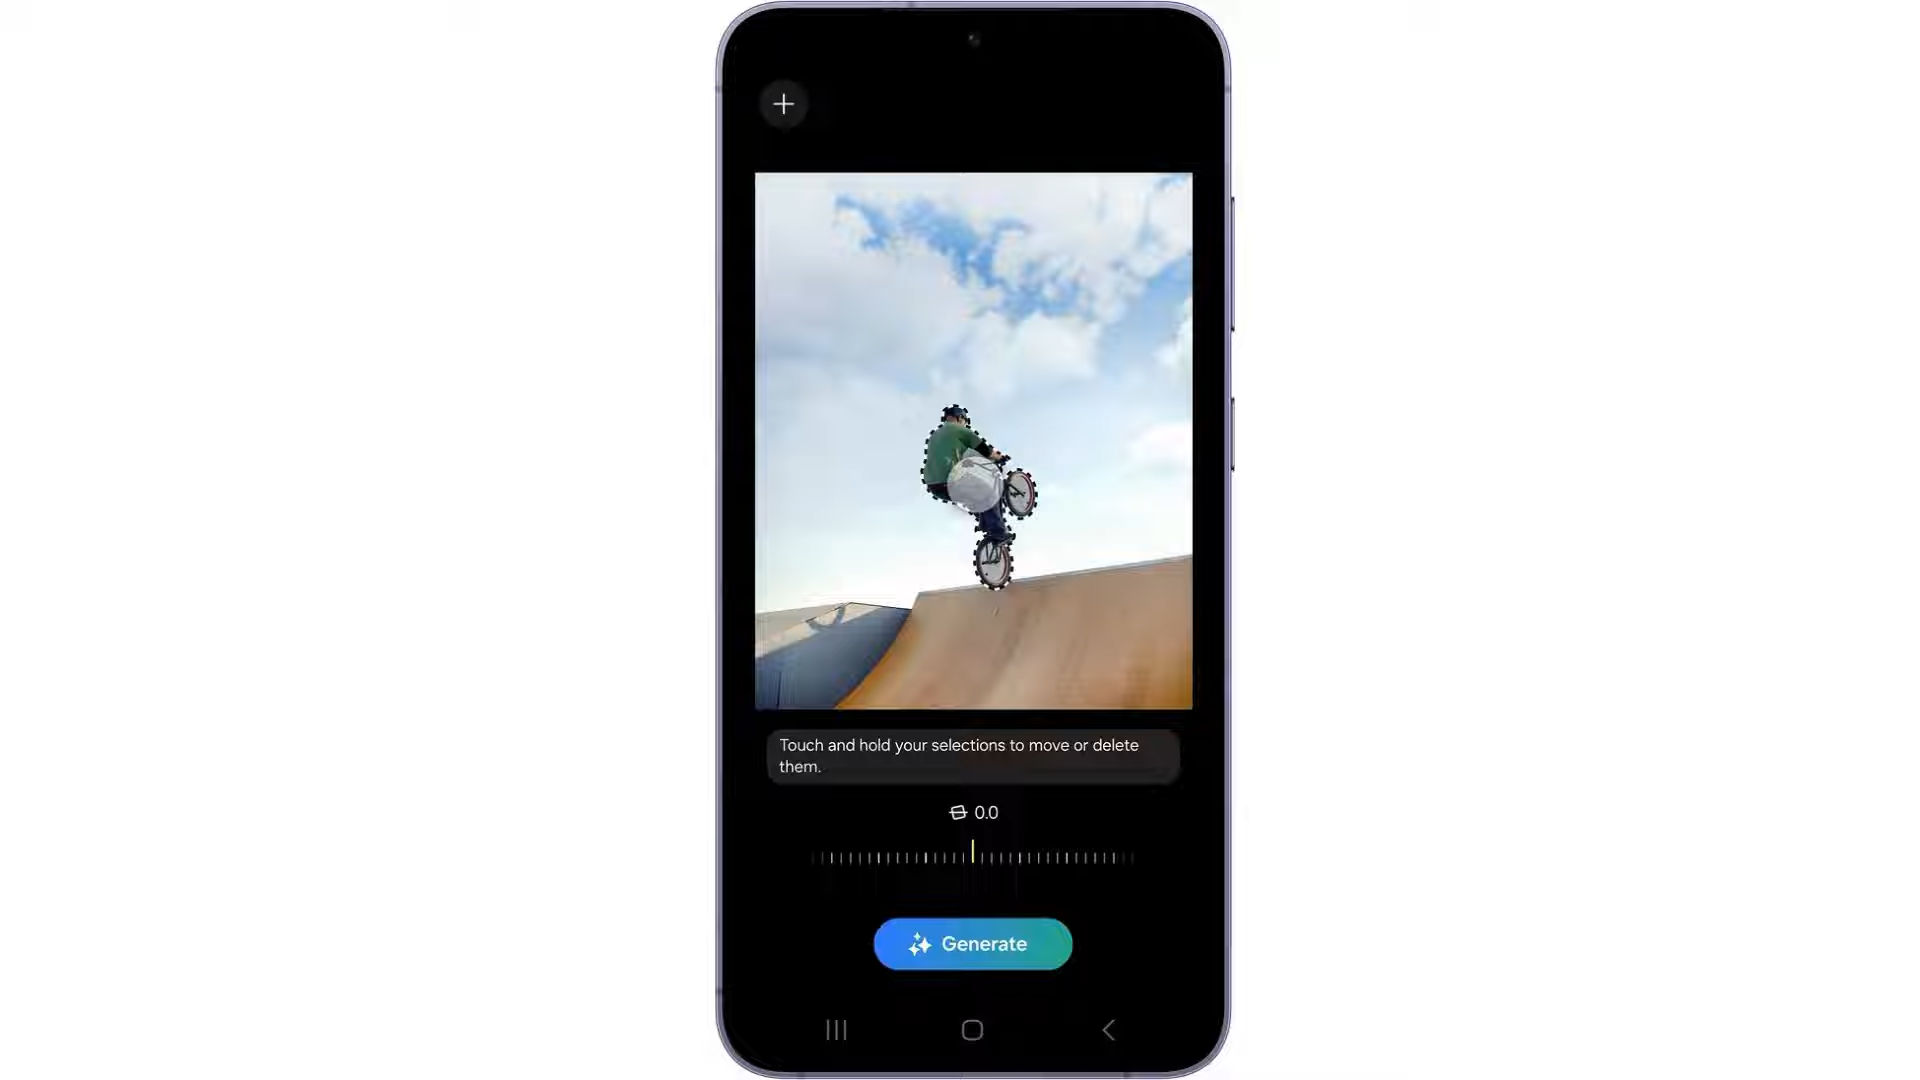 Touch and hold your selections to move or delete
them.
0.0
Generate